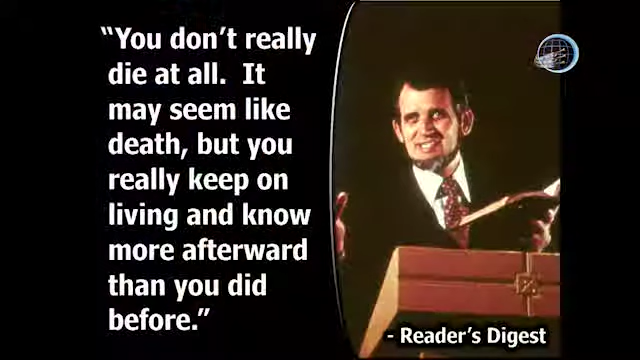 “You don’t really
die at all.  It
may seem like
death, but you
really keep on
living and know
more afterward
than you did
before.”
- Reader’s Digest